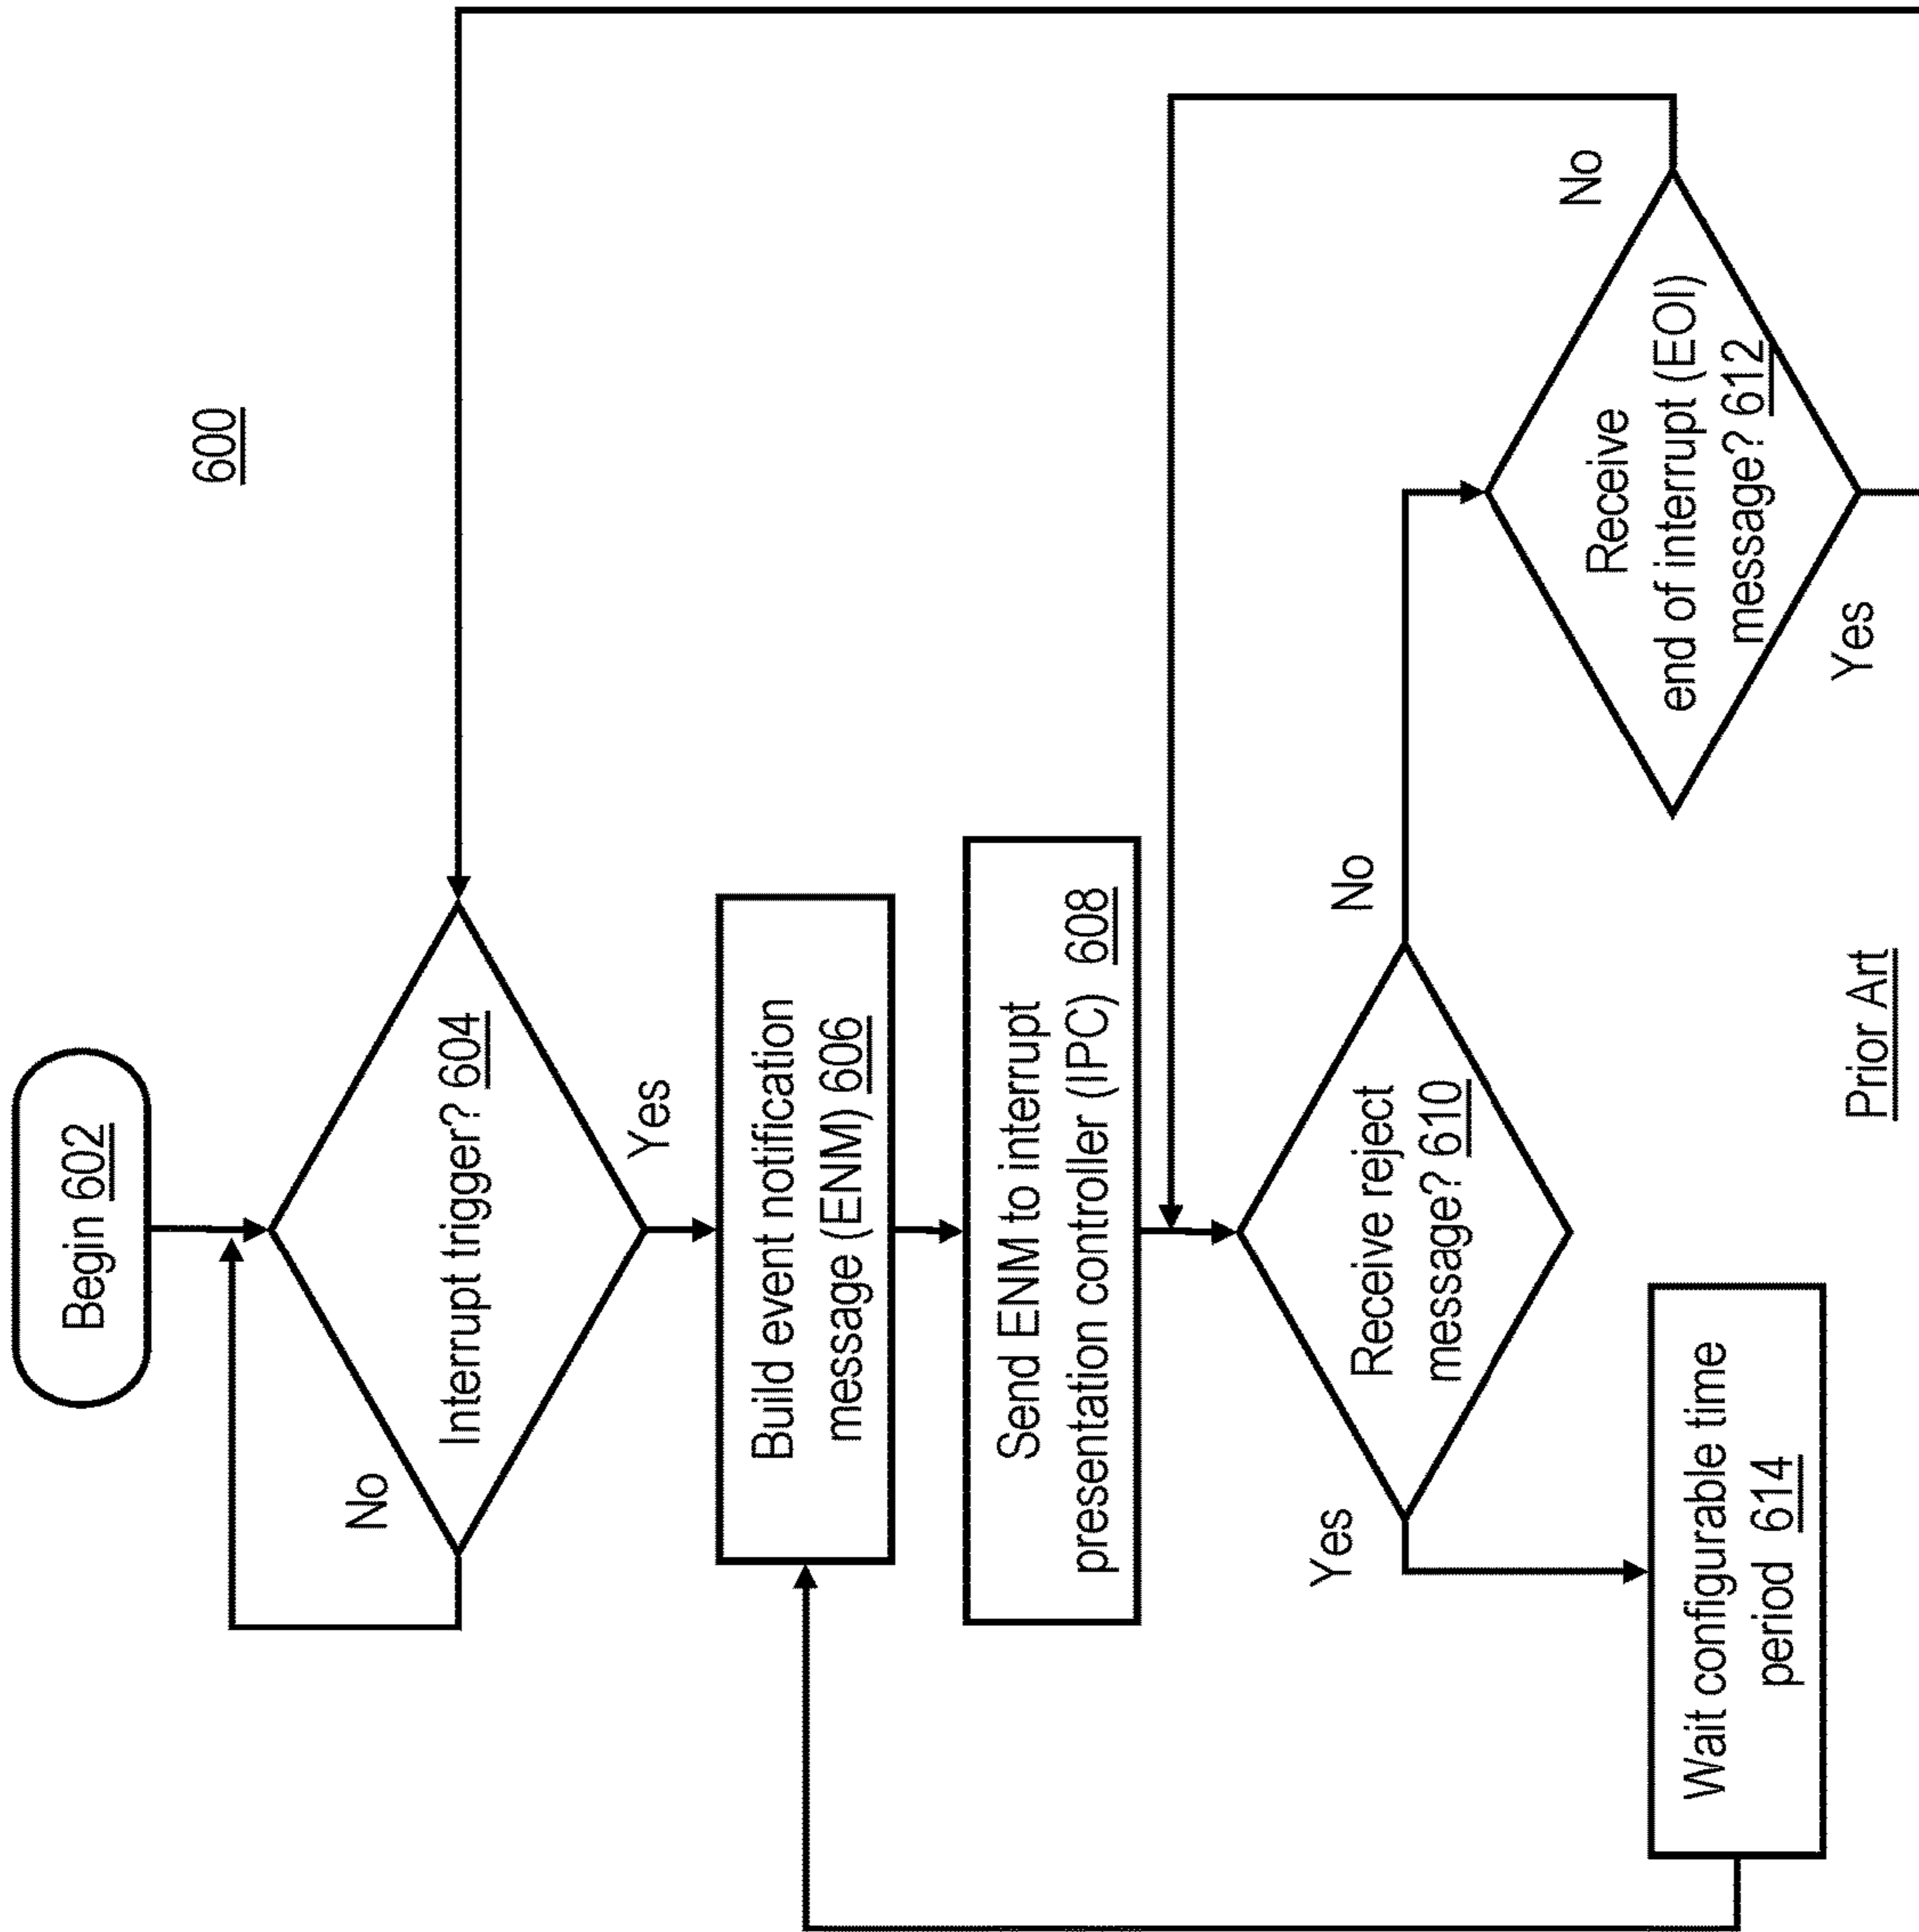 600
Begin 602
Interrupt trigger? 604
No
Yes
Build event notification
message (ENM) 606
Send ENM to interrupt
presentation controller (IPC) 608
Receive reject
message? 610
Yes
No
Wait configurable time
period 614
Receive
end of interrupt (EOI)
message? 612
No
Yes
Prior Art